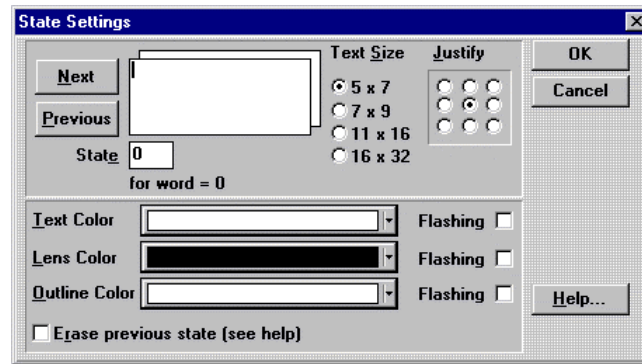 State Settings
Text Size Justify OK
Next
5 x 7
Cancel
7 x 9
Previous
11 x 16
State 0
16 x 32
for word = 0
Text Color Flashing
Lens Color Flashing
Outline Color Flashing
Help...
Erase previous state (see help)